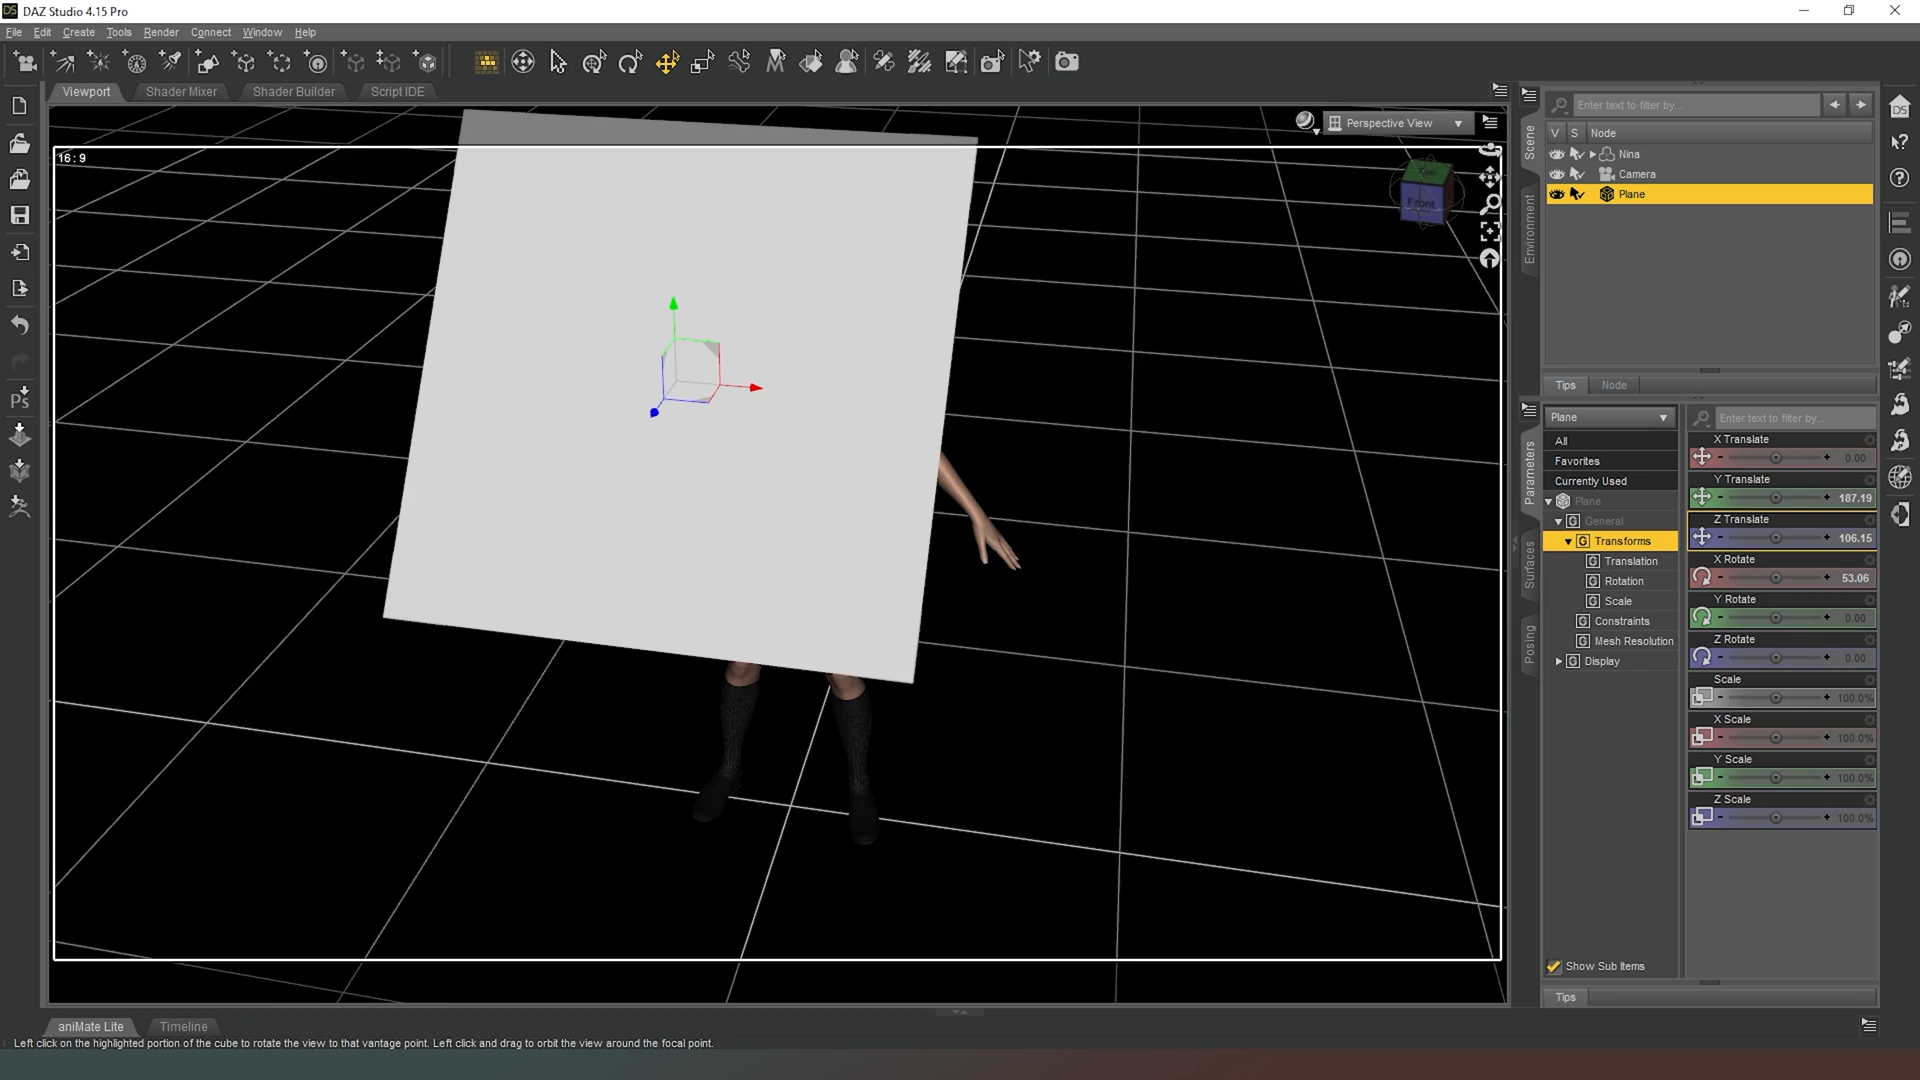 DAZ Studio 4.15 Pro
File Edit Create Tools Render Connect Window Help
Viewport Shader Mixer Shader Builder Script IDE
16 : 9
Perspective View
Front
Enter text to filter by...
V S Node
Nina
Camera
Plane
Scene
Environment
Tips Node
Plane
Enter text to filter by...
All
Favorites
Currently Used
Plane
General
Transforms
Translation
Rotation
Scale
Constraints
Mesh Resolution
Display
X Translate
0.00
Y Translate
187.19
Z Translate
106.15
X Rotate
53.06
Y Rotate
0.00
Z Rotate
0.00
Scale
100.0%
X Scale
100.0%
Y Scale
100.0%
Z Scale
100.0%
Parameters
Surfaces
Posing
Show Sub Items
Tips
Ps
aniMate Lite Timeline
Left click on the highlighted portion of the cube to rotate the view to that vantage point. Left click and drag to orbit the view around the focal point.